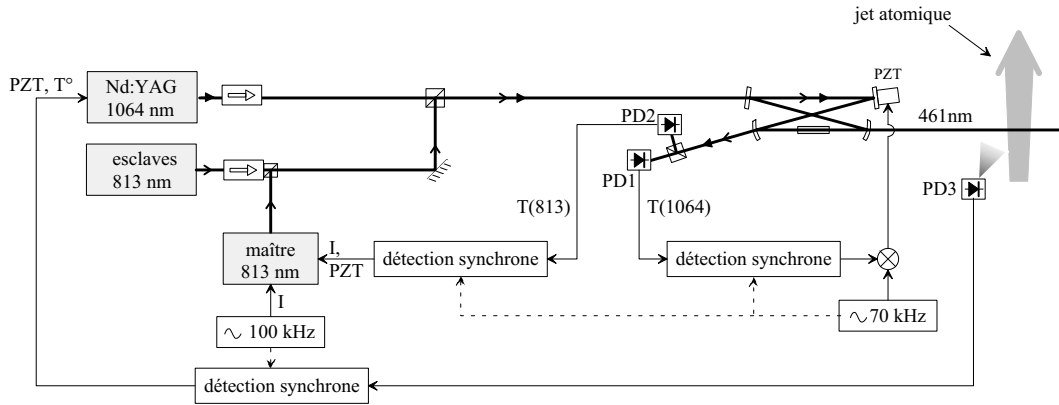 jet atomique
PZT, T°
Nd:YAG
1064 nm
PZT
PD2
461nm
esclaves
813 nm
PD1
PD3
T(813)
T(1064)
maître
813 nm
I,
PZT
détection synchrone
détection synchrone
I
100 kHz
70 kHz
détection synchrone